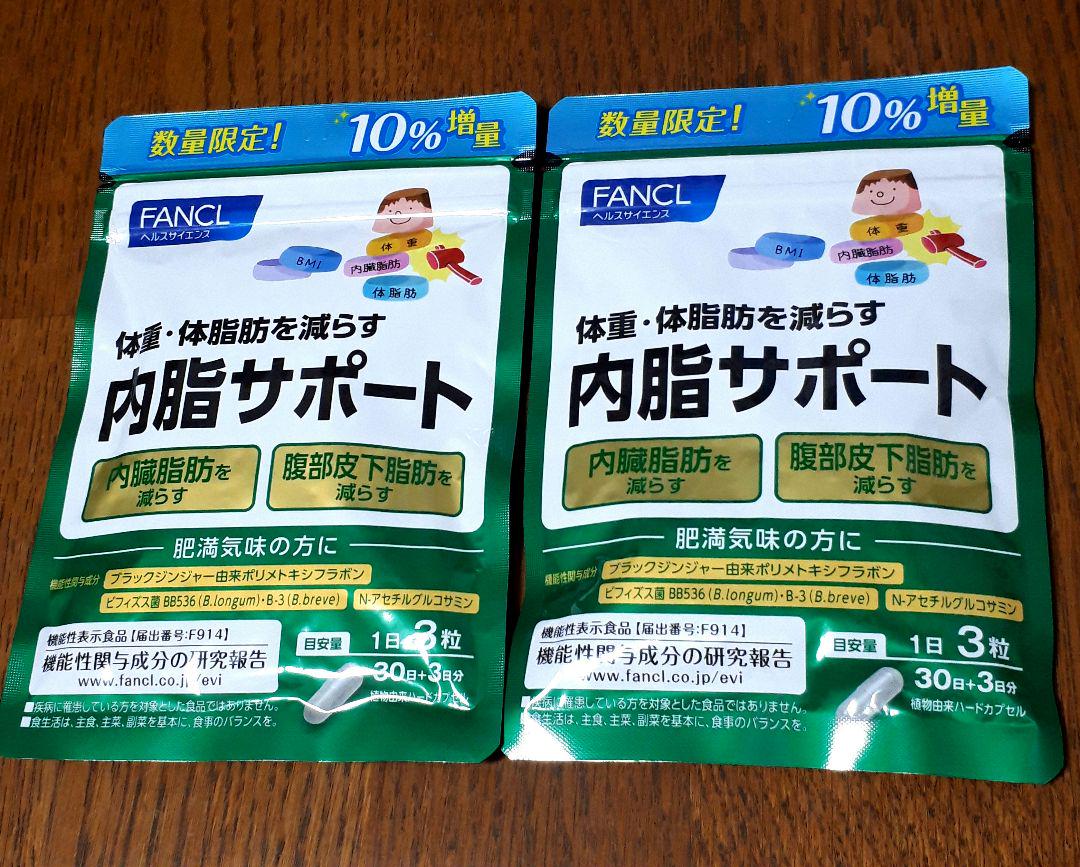 数量限定! 10%増量
FANCL
ヘルスサイエンス
体重
BMI
内臓脂肪
体脂肪
体重・体脂肪を減らす
内脂サポート
内臓脂肪を
減らす
腹部皮下脂肪を
減らす
肥満気味の方に
機能性関与成分
ブラックジンジャー由来ポリメトキシフラボン
ビフィズス菌 BB536 (B.longum)・B-3 (B.breve)
N-アセチルグルコサミン
機能性表示食品【届出番号:F914】
機能性関与成分の研究報告
www.fancl.co.jp/evi
目安量 1日 3粒
30日+3日分
植物由来ハードカプセル
■疾病に罹患している方を対象とした食品ではありません。
■食生活は、主食、主菜、副菜を基本に、食事のバランスを。
数量限定! 10%増量
FANCL
ヘルスサイエンス
体重
BMI
内臓脂肪
体脂肪
体重・体脂肪を減らす
内脂サポート
内臓脂肪を
減らす
腹部皮下脂肪を
減らす
肥満気味の方に
機能性関与成分
ブラックジンジャー由来ポリメトキシフラボン
ビフィズス菌 BB536 (B.longum)・B-3 (B.breve)
N-アセチルグルコサミン
機能性表示食品【届出番号:F914】
機能性関与成分の研究報告
www.fancl.co.jp/evi
目安量 1日 3粒
30日+3日分
植物由来ハードカプセル
■疾病に罹患している方を対象とした食品ではありません。
■食生活は、主食、主菜、副菜を基本に、食事のバランスを。